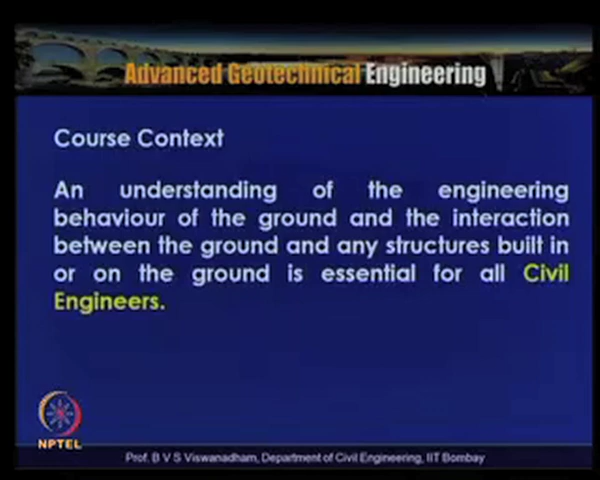 Advanced Geotechnical Engineering
Course Context
An understanding of the engineering
behaviour of the ground and the interaction
between the ground and any structures built in
or on the ground is essential for all Civil
Engineers.
NPTEL
Prof. B V S Viswanadham, Department of Civil Engineering, IIT Bombay